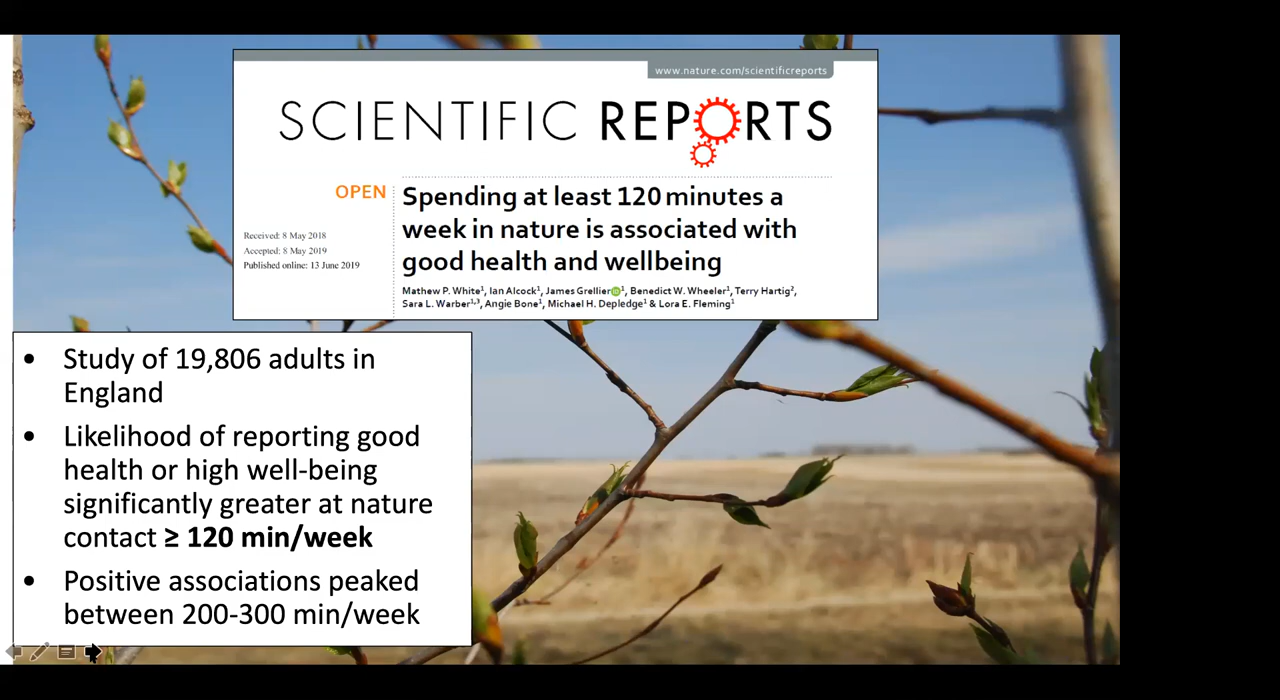 www.nature.com/scientificreports
SCIENTIFIC REPORTS
OPEN
Spending at least 120 minutes a
week in nature is associated with
good health and wellbeing
Received: 8 May 2018
Accepted: 8 May 2019
Published online: 13 June 2019
Mathew P. White¹, Ian Alcock¹, James Grellier¹, Benedict W. Wheeler¹, Terry Hartig²,
Sara L. Warber¹,³, Angie Bone¹, Michael H. Depledge¹ & Lora E. Fleming¹
• Study of 19,806 adults in
England
• Likelihood of reporting good
health or high well-being
significantly greater at nature
contact ≥ 120 min/week
• Positive associations peaked
between 200-300 min/week